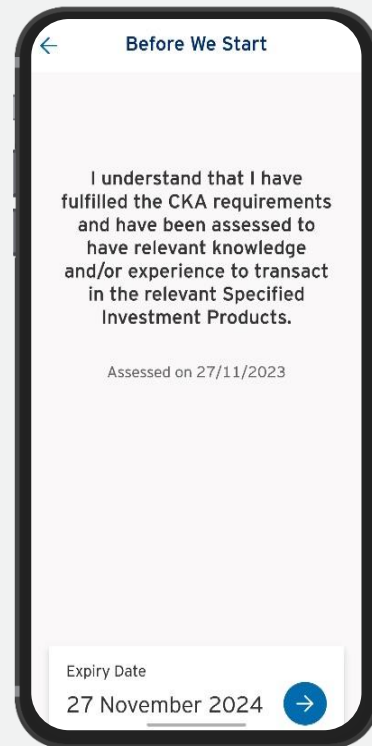 Before We Start
I understand that I have
fulfilled the CKA requirements
and have been assessed to
have relevant knowledge
and/or experience to transact
in the relevant Specified
Investment Products.
Assessed on 27/11/2023
Expiry Date
27 November 2024